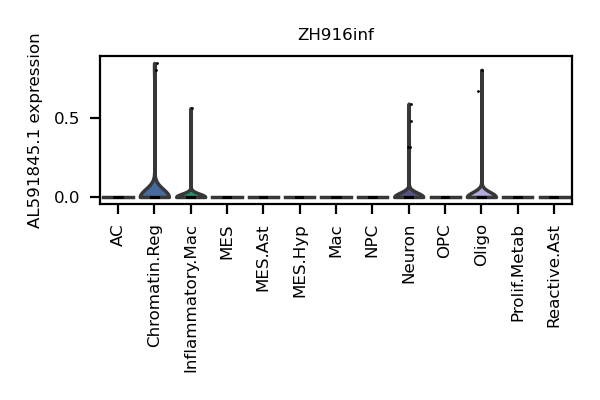 ZH916inf
AL591845.1 expression
0.5
0.0
AC
Chromatin.Reg
Inflammatory.Mac
MES
MES.Ast
MES.Hyp
Mac
NPC
Neuron
OPC
Oligo
Prolif.Metab
Reactive.Ast